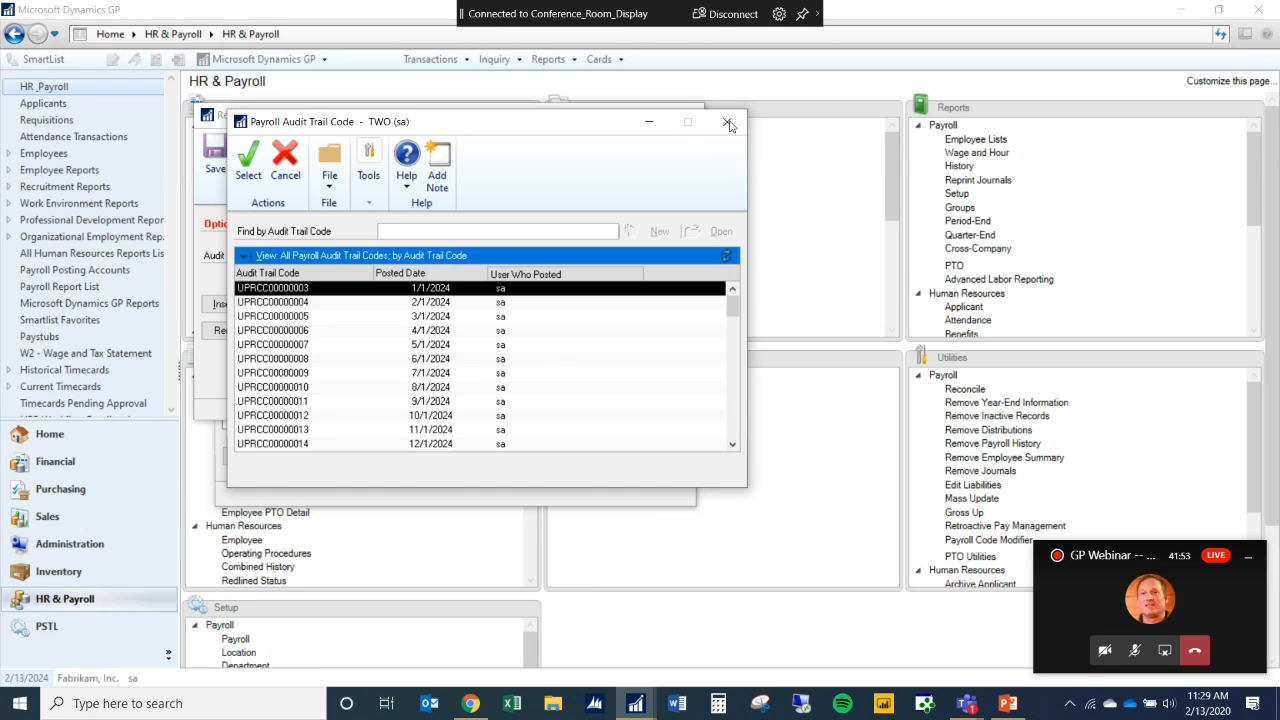 Microsoft Dynamics GP
Connected to Conference_Room_Display
Disconnect
Home
HR & Payroll
HR & Payroll
SmartList
Microsoft Dynamics GP
Transactions
Inquiry
Reports
Cards
HR_Payroll
Applicants
Requisitions
Attendance Transactions
Employees
Employee Reports
Recruitment Reports
Work Environment Reports
Professional Development Repor
Organizational Employment Rep.
All Human Resources Reports Lis
Payroll Posting Accounts
Payroll Report List
Microsoft Dynamics GP Reports
Smartlist Favorites
Paystubs
W2 - Wage and Tax Statement
Historical Timecards
Current Timecards
Timecards Pending Approval
Home
Financial
Purchasing
Sales
Administration
Inventory
HR & Payroll
PSTL
»
2/13/2024 Fabrikam, Inc. sa
HR & Payroll
Customize this page...
Save
Optio
Audit
Inse
Re
Payroll Audit Trail Code - TWO (sa)
Select
Cancel
File
Tools
Help
Add
Note
Actions
File
Help
Find by Audit Trail Code
New
Open
View: All Payroll Audit Trail Codes; by Audit Trail Code
Audit Trail Code Posted Date User Who Posted
UPRCC00000003 1/1/2024 sa
UPRCC00000004 2/1/2024 sa
UPRCC00000005 3/1/2024 sa
UPRCC00000006 4/1/2024 sa
UPRCC00000007 5/1/2024 sa
UPRCC00000008 6/1/2024 sa
UPRCC00000009 7/1/2024 sa
UPRCC00000010 8/1/2024 sa
UPRCC00000011 9/1/2024 sa
UPRCC00000012 10/1/2024 sa
UPRCC00000013 11/1/2024 sa
UPRCC00000014 12/1/2024 sa
Employee PTO Detail
Human Resources
Employee
Operating Procedures
Combined History
Redlined Status
Setup
Payroll
Payroll
Location
Department
Reports
Payroll
Employee Lists
Wage and Hour
History
Reprint Journals
Setup
Groups
Period-End
Quarter-End
Cross-Company
PTO
Advanced Labor Reporting
Human Resources
Applicant
Attendance
Benefits
Utilities
Payroll
Reconcile
Remove Year-End Information
Remove Inactive Records
Remove Distributions
Remove Payroll History
Remove Employee Summary
Remove Journals
Edit Liabilities
Mass Update
Gross Up
Retroactive Pay Management
Payroll Code Modifier
PTO Utilities
Human Resources
Archive Applicant
GP Webinar -- ... 41:53 LIVE
Type here to search
11:29 AM
2/13/2020